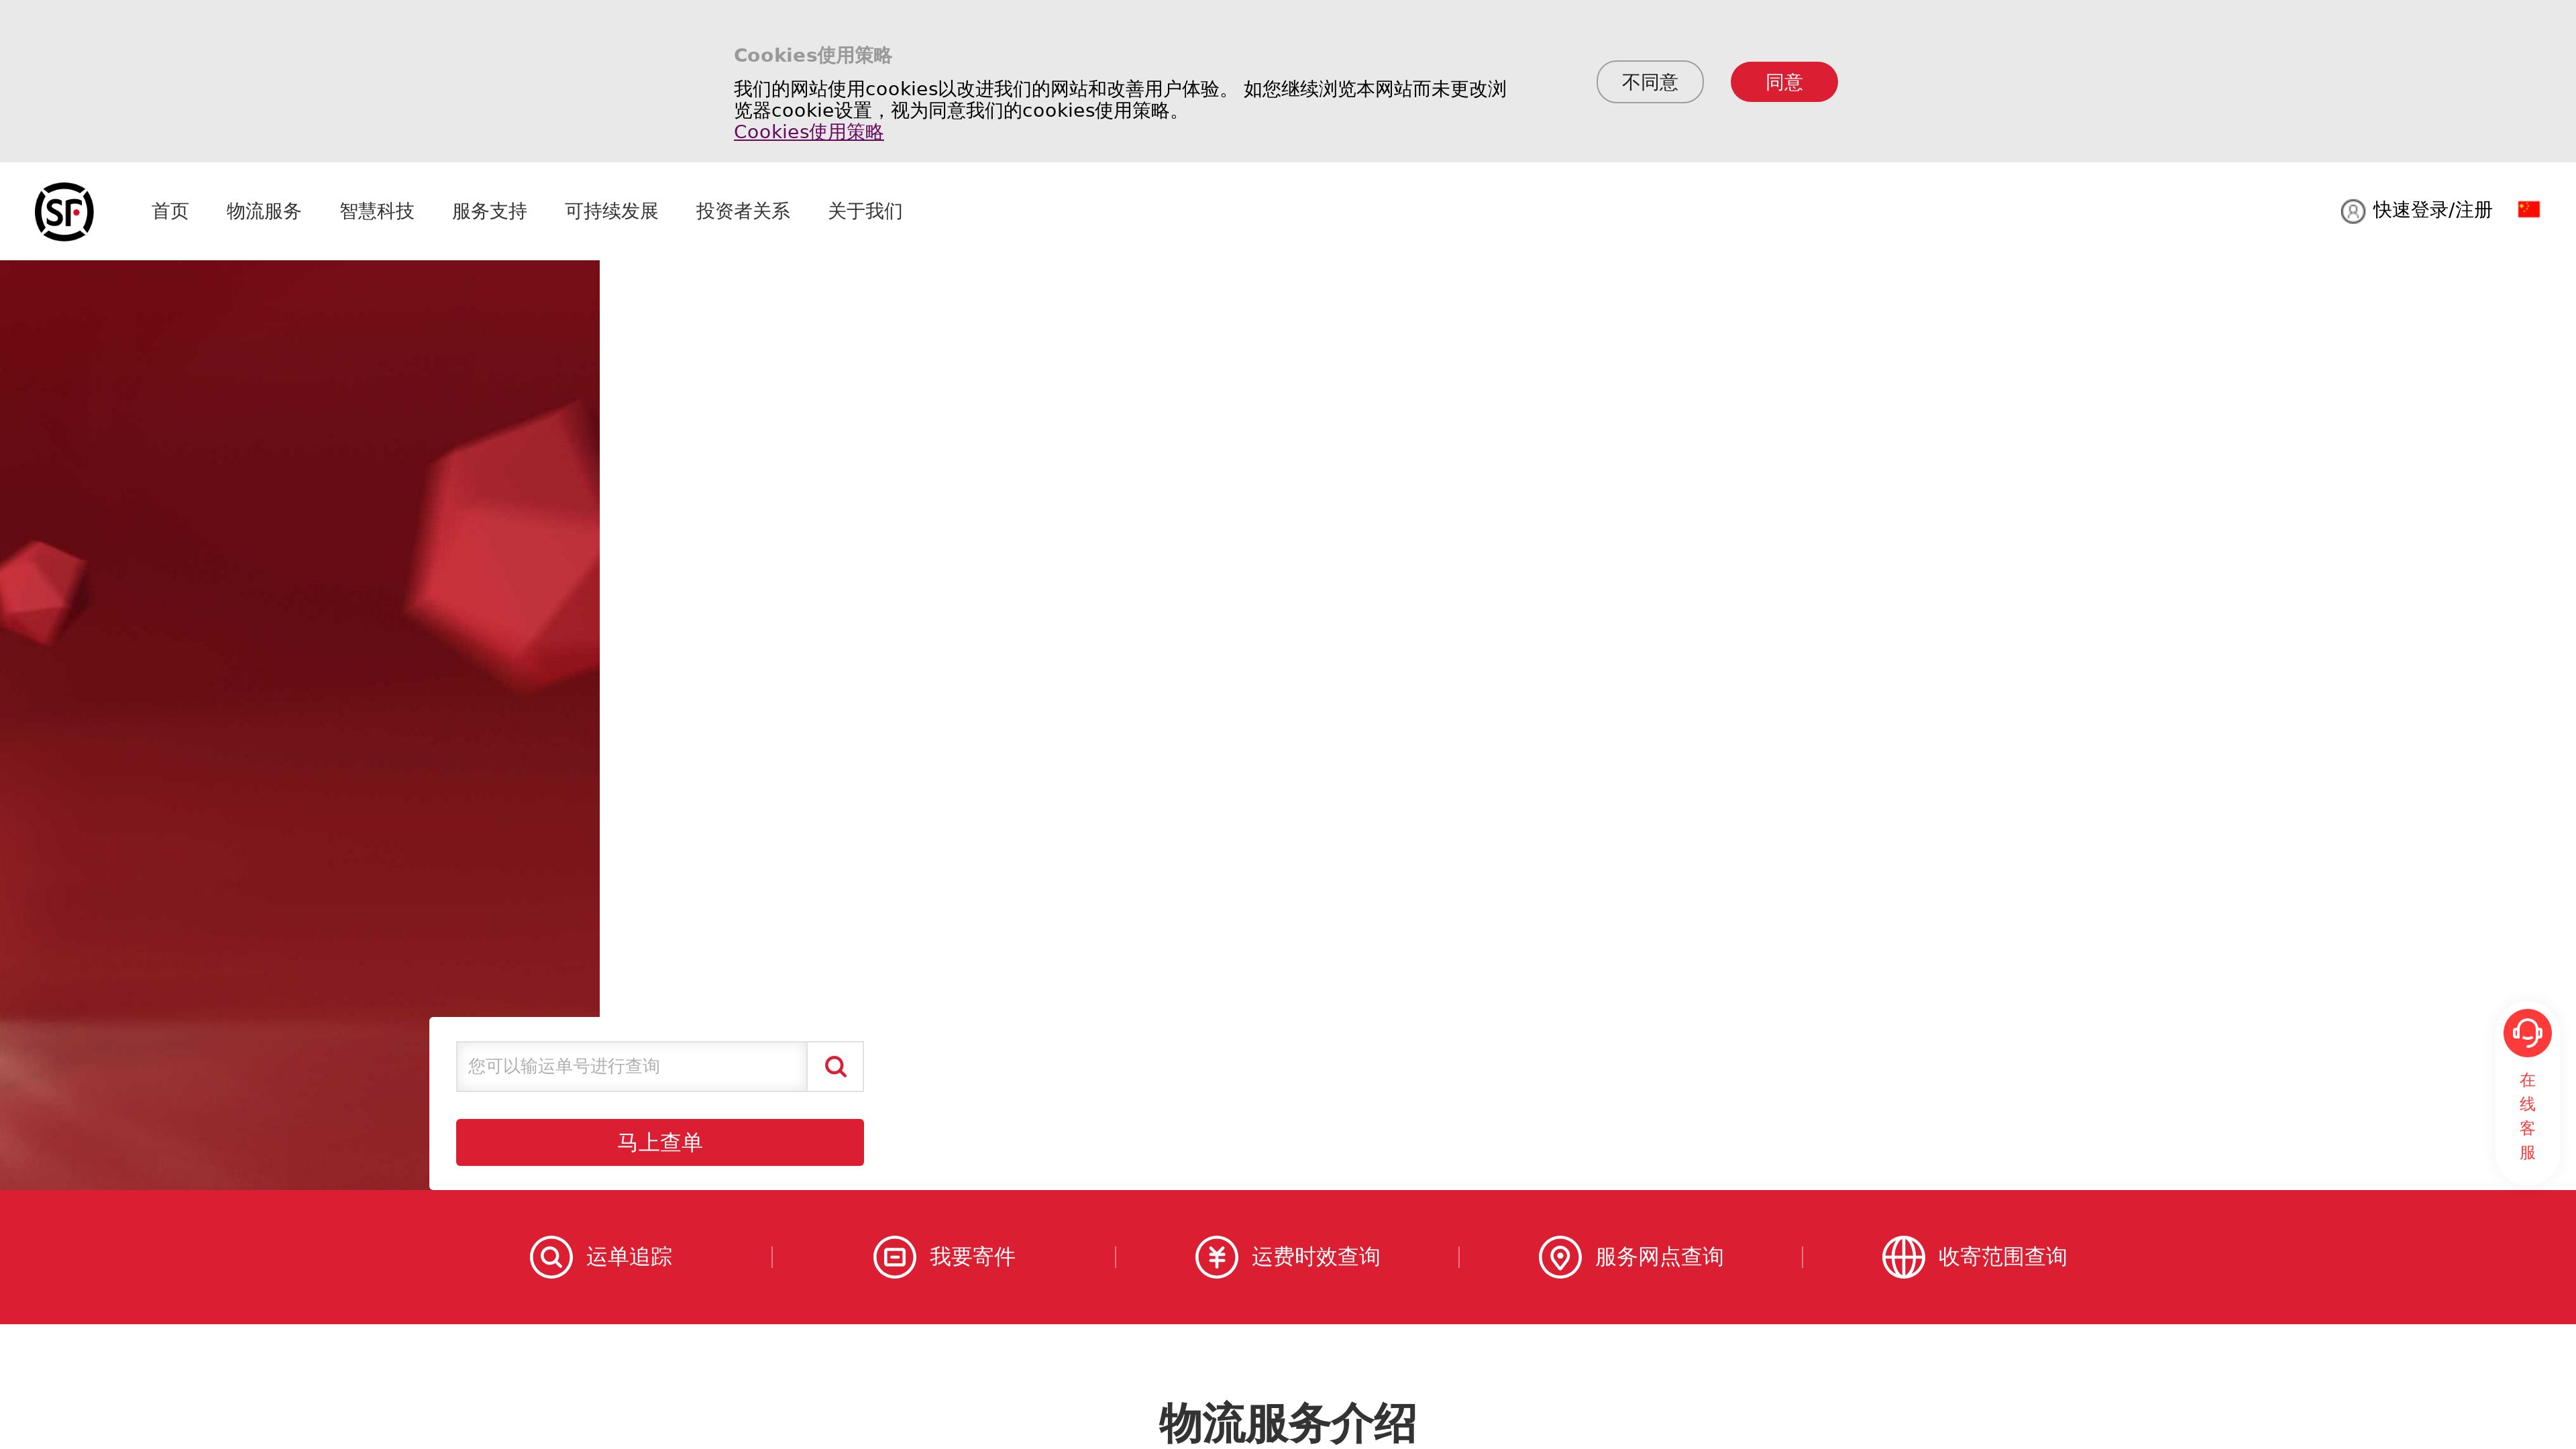 Cookies使用策略
我们的网站使用cookies以改进我们的网站和改善用户体验。 如您继续浏览本网站而未更改浏
览器cookie设置，视为同意我们的cookies使用策略。
Cookies使用策略
不同意
同意
SF
首页
物流服务
智慧科技
服务支持
可持续发展
投资者关系
关于我们
快速登录/注册
您可以输运单号进行查询
马上查单
在
线
客
服
运单追踪
我要寄件
运费时效查询
服务网点查询
收寄范围查询
物流服务介绍